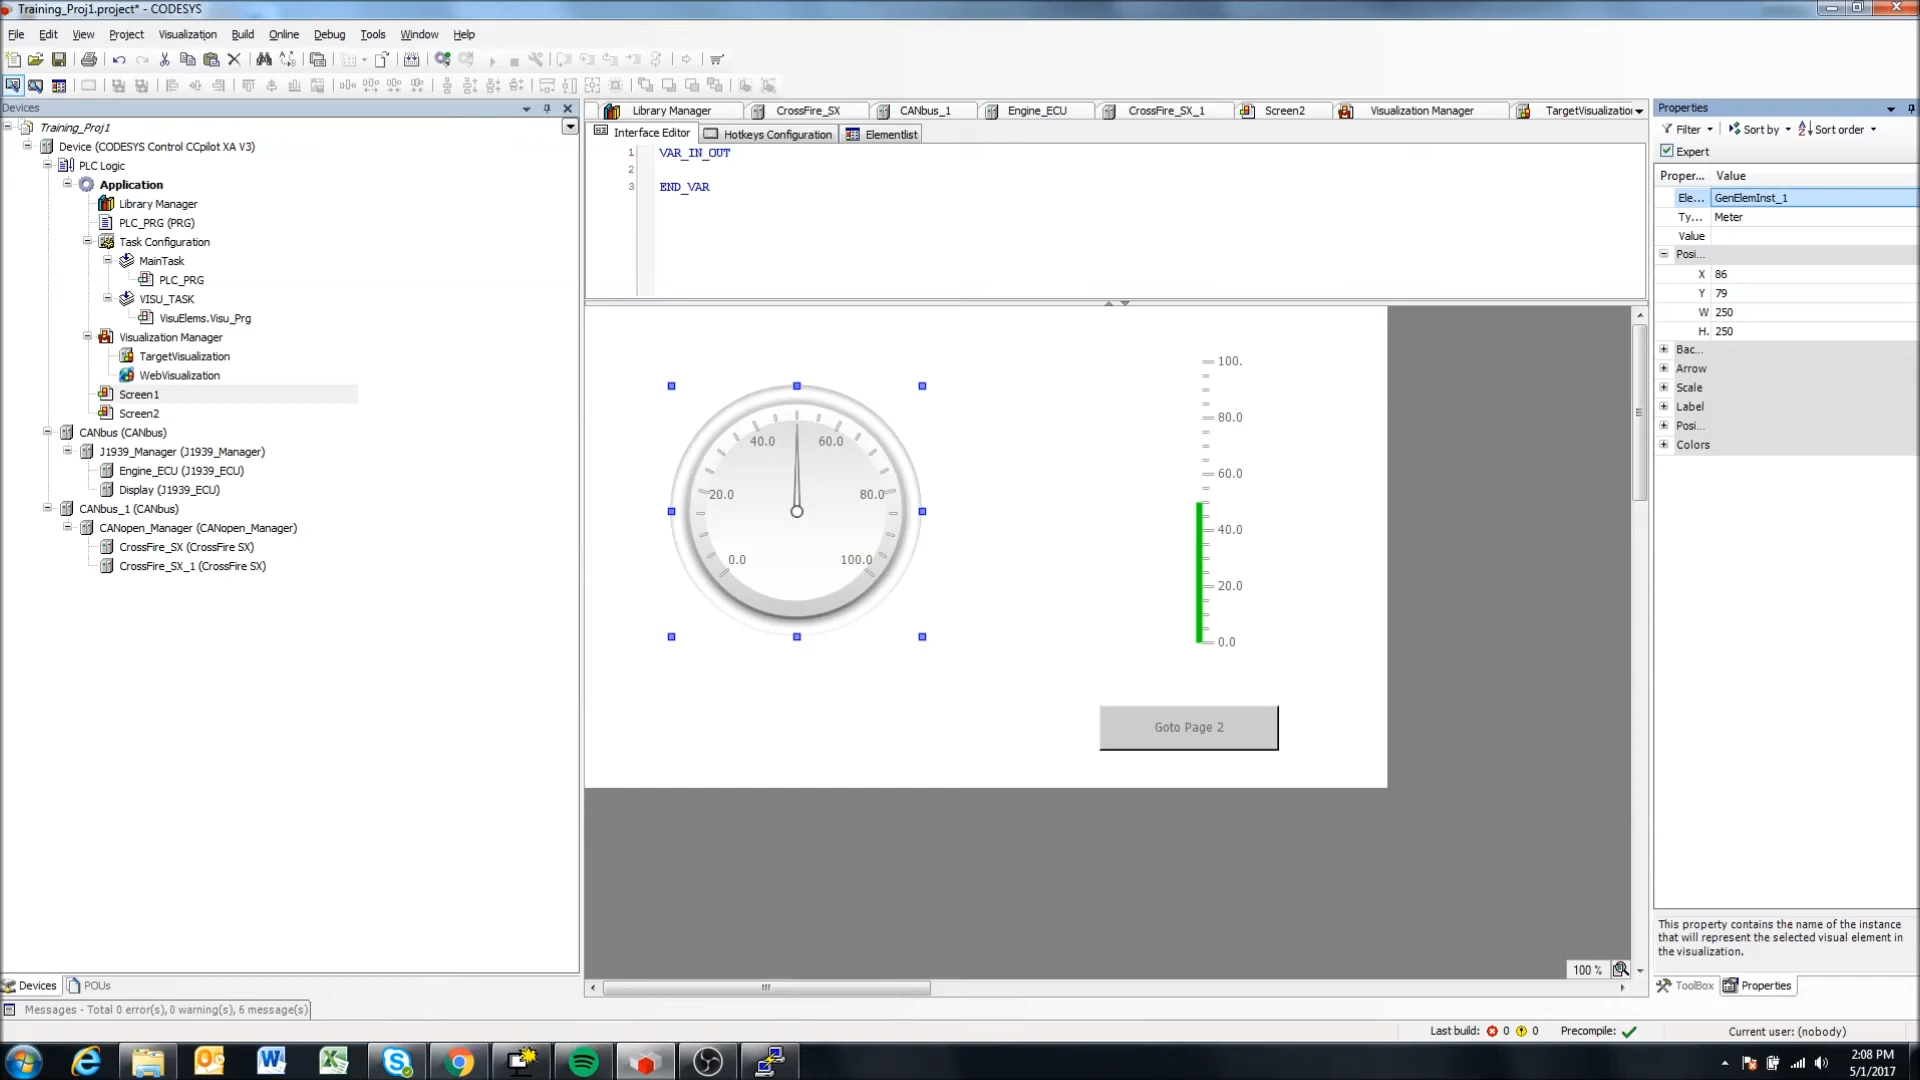 Training_Proj1.project* - CODESYS
File Edit View Project Visualization Build Online Debug Tools Window Help
Devices
Training_Proj1
Device (CODESYS Control CCpilot XA V3)
PLC Logic
Application
Library Manager
PLC_PRG (PRG)
Task Configuration
MainTask
PLC_PRG
VISU_TASK
VisuElems.Visu_Prg
Visualization Manager
TargetVisualization
WebVisualization
Screen1
Screen2
CANbus (CANbus)
J1939_Manager (J1939_Manager)
Engine_ECU (J1939_ECU)
Display (J1939_ECU)
CANbus_1 (CANbus)
CANopen_Manager (CANopen_Manager)
CrossFire_SX (CrossFire SX)
CrossFire_SX_1 (CrossFire SX)
Devices POUs
Messages - Total 0 error(s), 0 warning(s), 6 message(s)
Library Manager CrossFire_SX CANbus_1 Engine_ECU CrossFire_SX_1 Screen2 Visualization Manager TargetVisualizatio
Interface Editor Hotkeys Configuration Elementlist
1 VAR_IN_OUT
2
3 END_VAR
40.0 60.0
20.0 80.0
0.0 100.0
100.
80.0
60.0
40.0
20.0
0.0
Goto Page 2
100 %
Properties
Filter Sort by Sort order
Expert
Proper... Value
Ele... GenElemInst_1
Ty... Meter
Value
Posi...
X 86
Y 79
W 250
H. 250
Bac...
Arrow
Scale
Label
Posi...
Colors
This property contains the name of the instance
that will represent the selected visual element in
the visualization.
ToolBox Properties
Last build: 0 0 Precompile: Current user: (nobody)
2:08 PM
5/1/2017